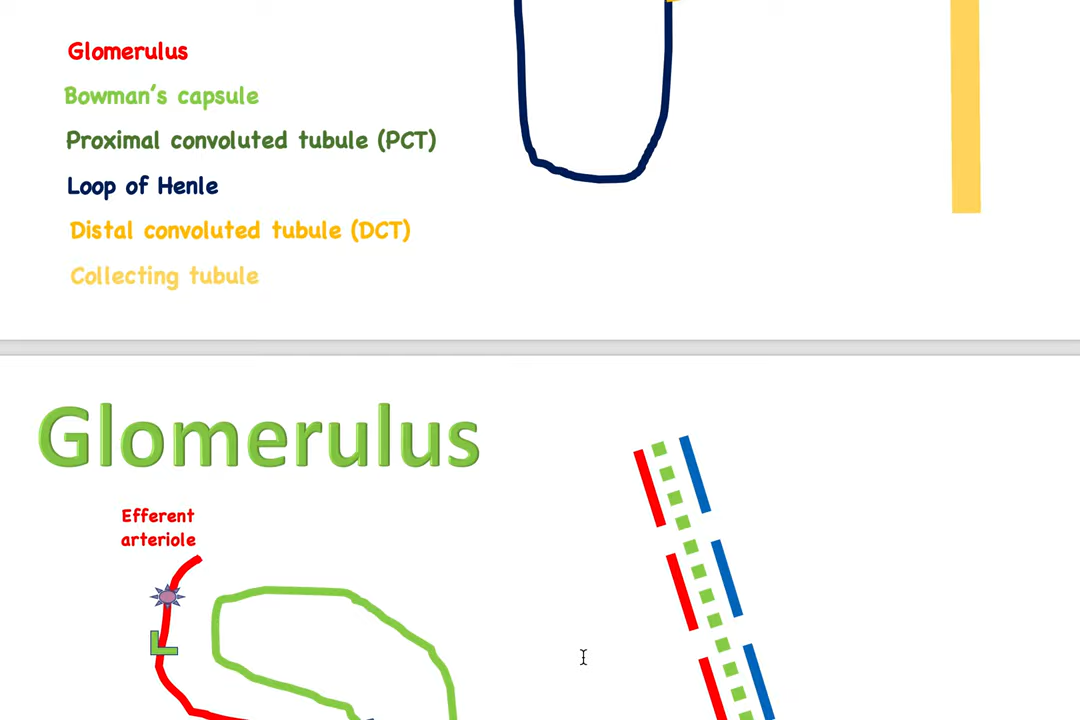 Glomerulus
Bowman's capsule
Proximal convoluted tubule (PCT)
Loop of Henle
Distal convoluted tubule (DCT)
Collecting tubule
Glomerulus
Efferent
arteriole